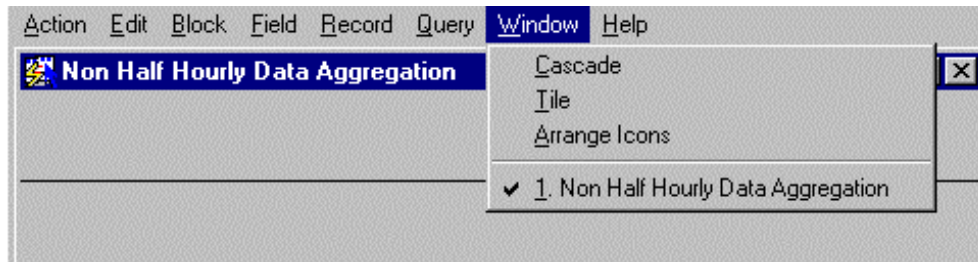 Action Edit Block Field Record Query Window Help
Non Half Hourly Data Aggregation
Cascade
Tile
Arrange Icons
1. Non Half Hourly Data Aggregation